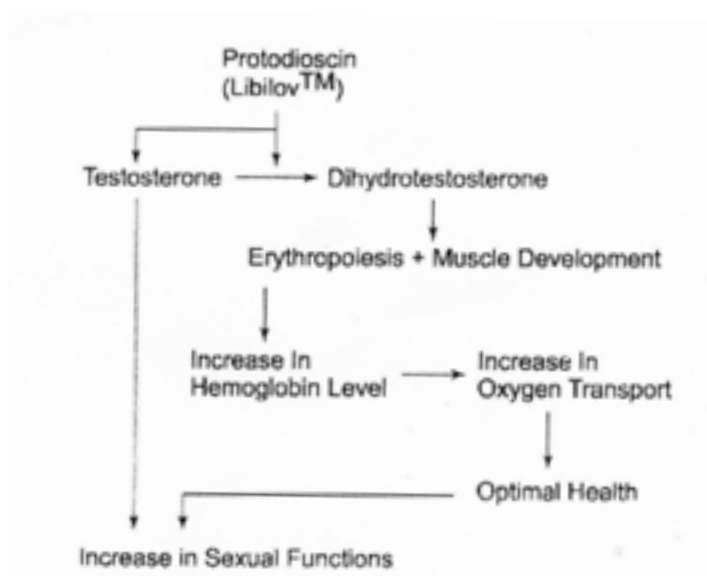 Protodioscin
(Libilov™)
Testosterone
Dihydrotestosterone
Erythropoiesis + Muscle Development
Increase In
Hemoglobin Level
Increase In
Oxygen Transport
Optimal Health
Increase in Sexual Functions